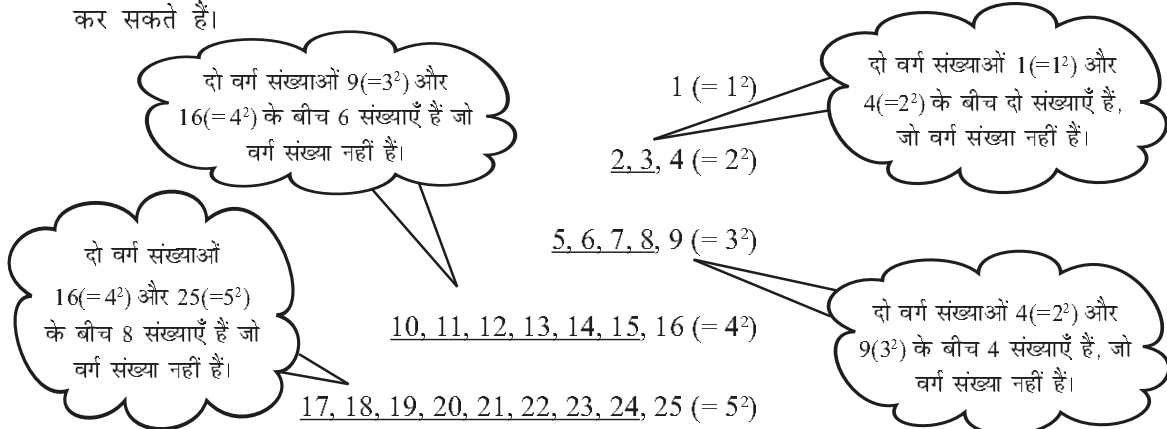 कर सकते हैं।
दो वर्ग संख्याओं 9(=3²) और
16(=4²) के बीच 6 संख्याएँ हैं जो
वर्ग संख्या नहीं हैं।
1 (= 1²)
दो वर्ग संख्याओं 1(=1²) और
4(=2²) के बीच दो संख्याएँ हैं,
जो वर्ग संख्या नहीं हैं।
2, 3, 4 (= 2²)
5, 6, 7, 8, 9 (= 3²)
दो वर्ग संख्याओं
16(=4²) और 25(=5²)
के बीच 8 संख्याएँ हैं जो
वर्ग संख्या नहीं हैं।
दो वर्ग संख्याओं 4(=2²) और
9(3²) के बीच 4 संख्याएँ हैं, जो
वर्ग संख्या नहीं हैं।
10, 11, 12, 13, 14, 15, 16 (= 4²)
17, 18, 19, 20, 21, 22, 23, 24, 25 (= 5²)